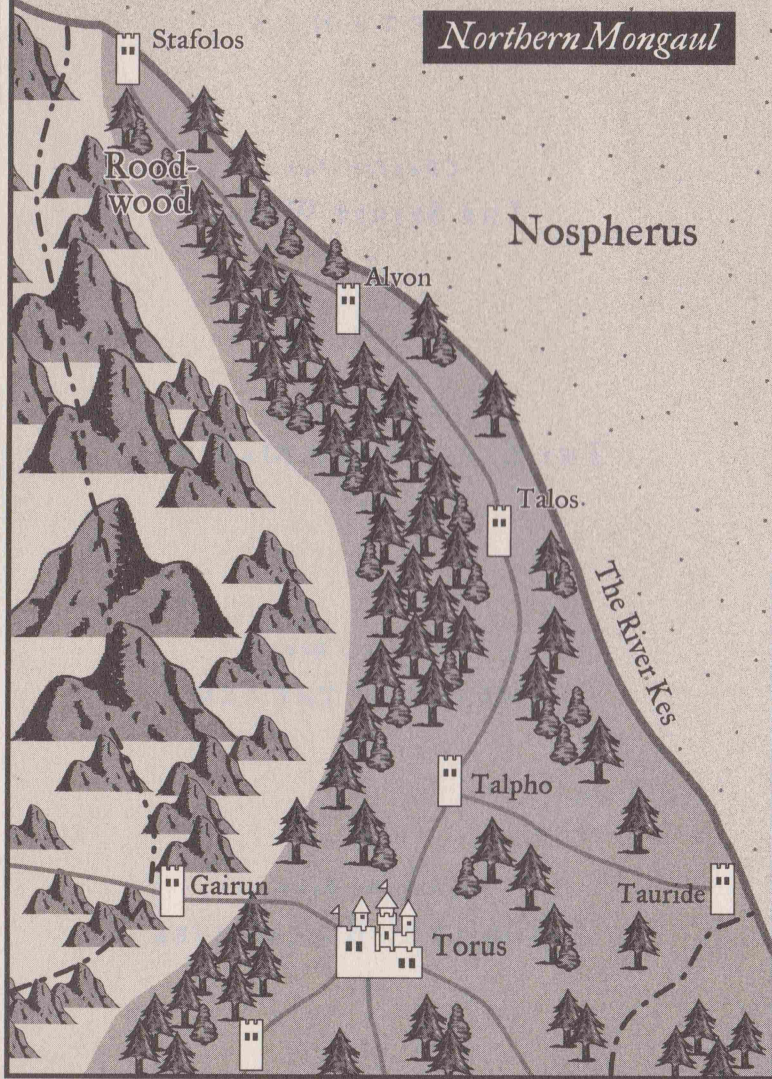 Northern Mongaul
Stafolos
Rood-
wood
Nospherus
Alvon
Talos
The River Kes
Talpho
Gairun
Tauride
Torus